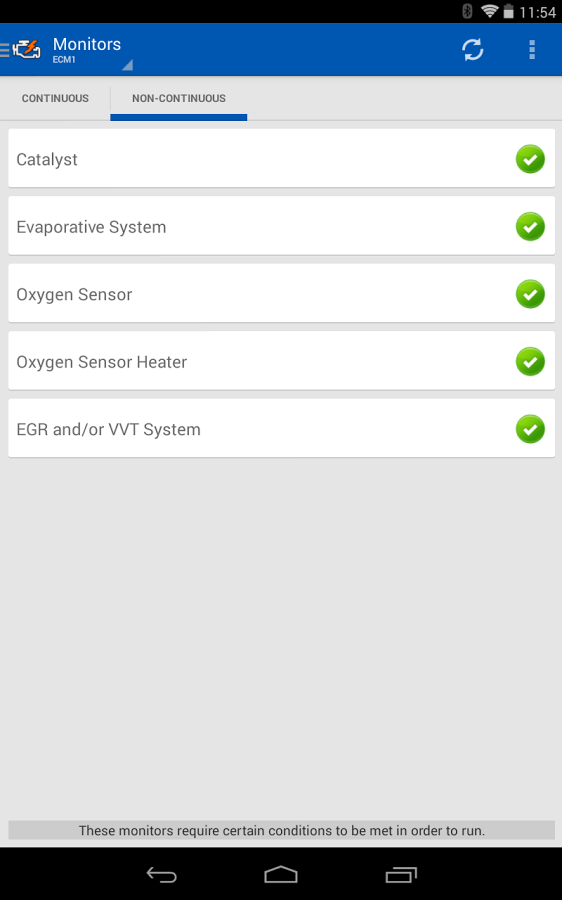 11:54
Monitors
ECM1
CONTINUOUS
NON-CONTINUOUS
Catalyst
Evaporative System
Oxygen Sensor
Oxygen Sensor Heater
EGR and/or VVT System
These monitors require certain conditions to be met in order to run.